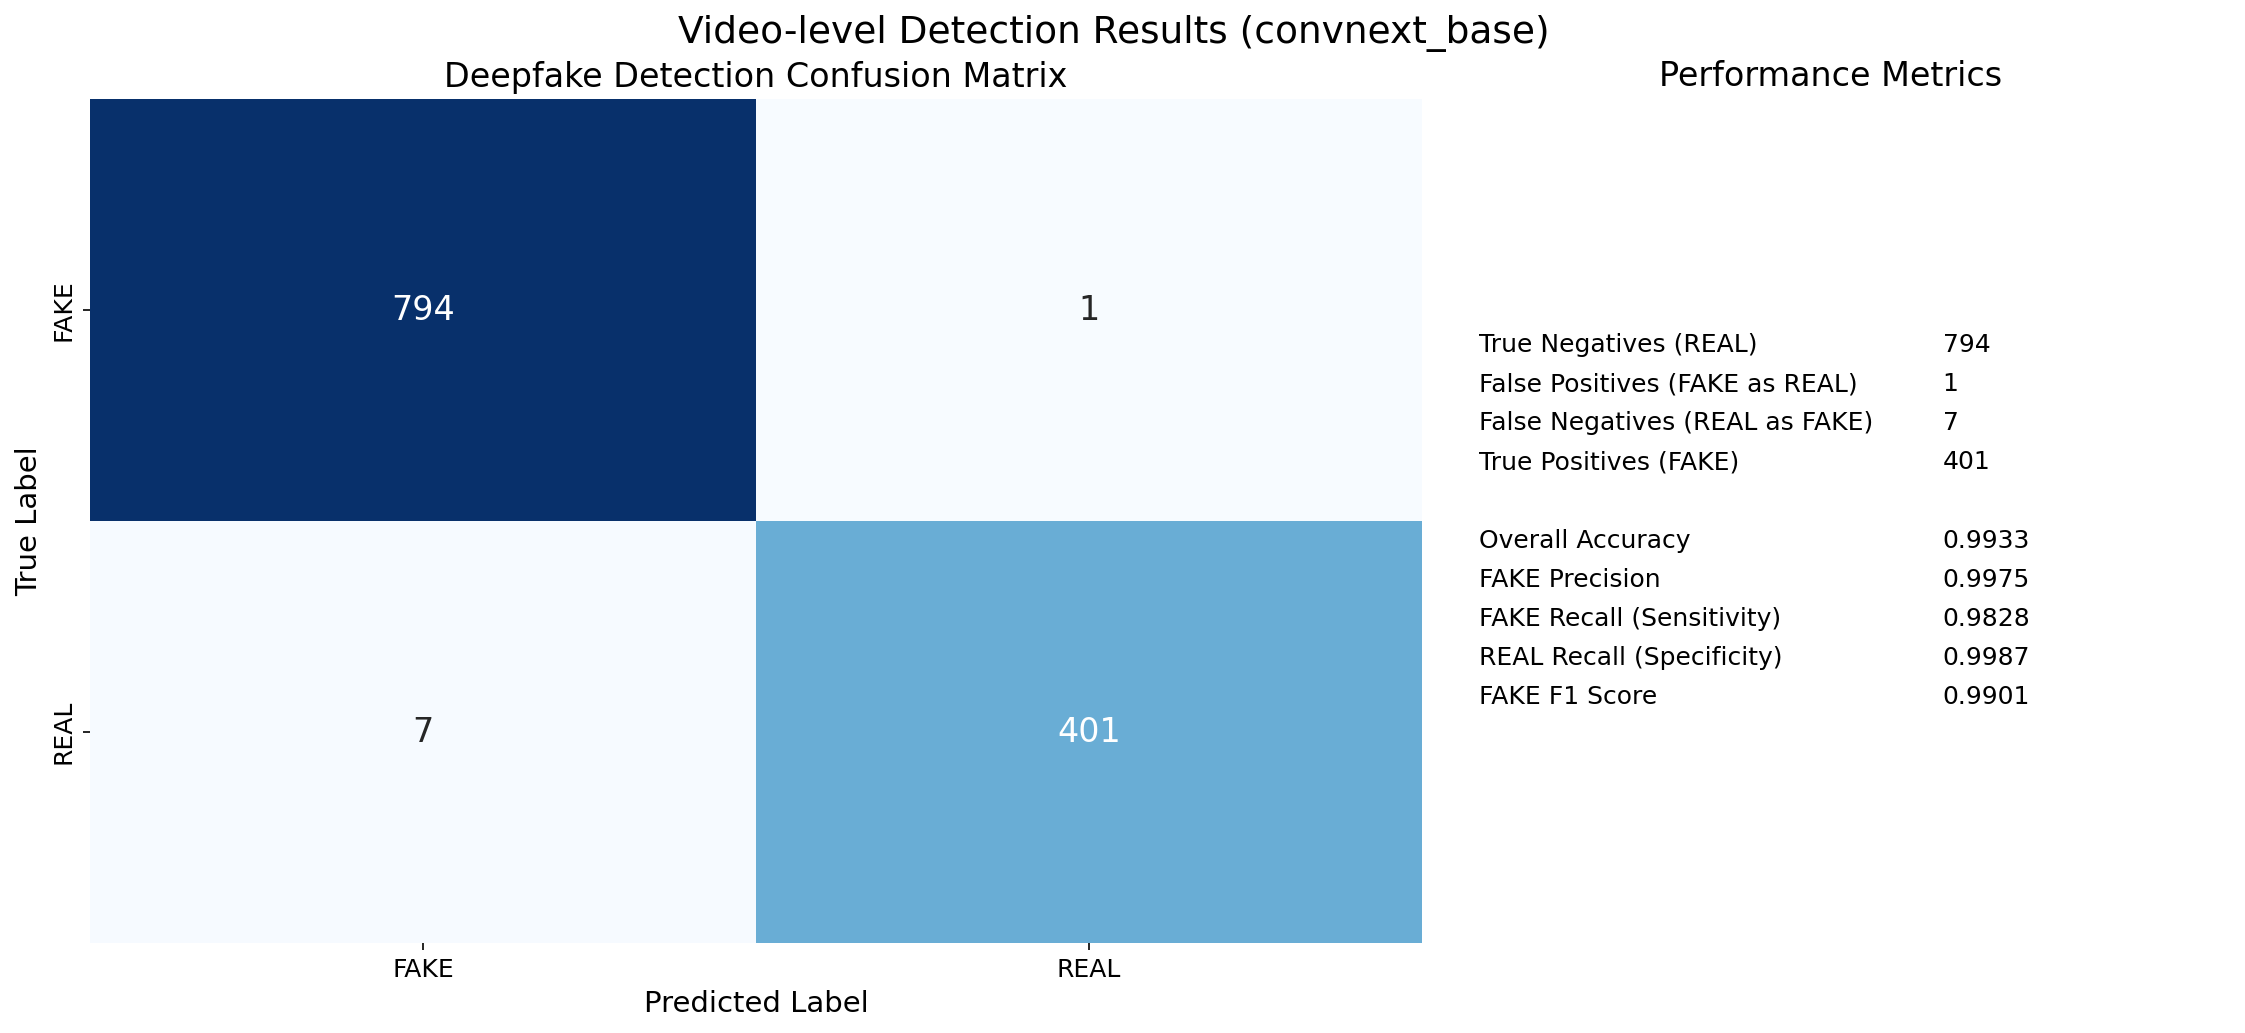 Video-level Detection Results (convnext_base)
Deepfake Detection Confusion Matrix
True Label
FAKE
794
1
REAL
7
401
FAKE
REAL
Predicted Label
Performance Metrics
True Negatives (REAL) 794
False Positives (FAKE as REAL) 1
False Negatives (REAL as FAKE) 7
True Positives (FAKE) 401
Overall Accuracy 0.9933
FAKE Precision 0.9975
FAKE Recall (Sensitivity) 0.9828
REAL Recall (Specificity) 0.9987
FAKE F1 Score 0.9901